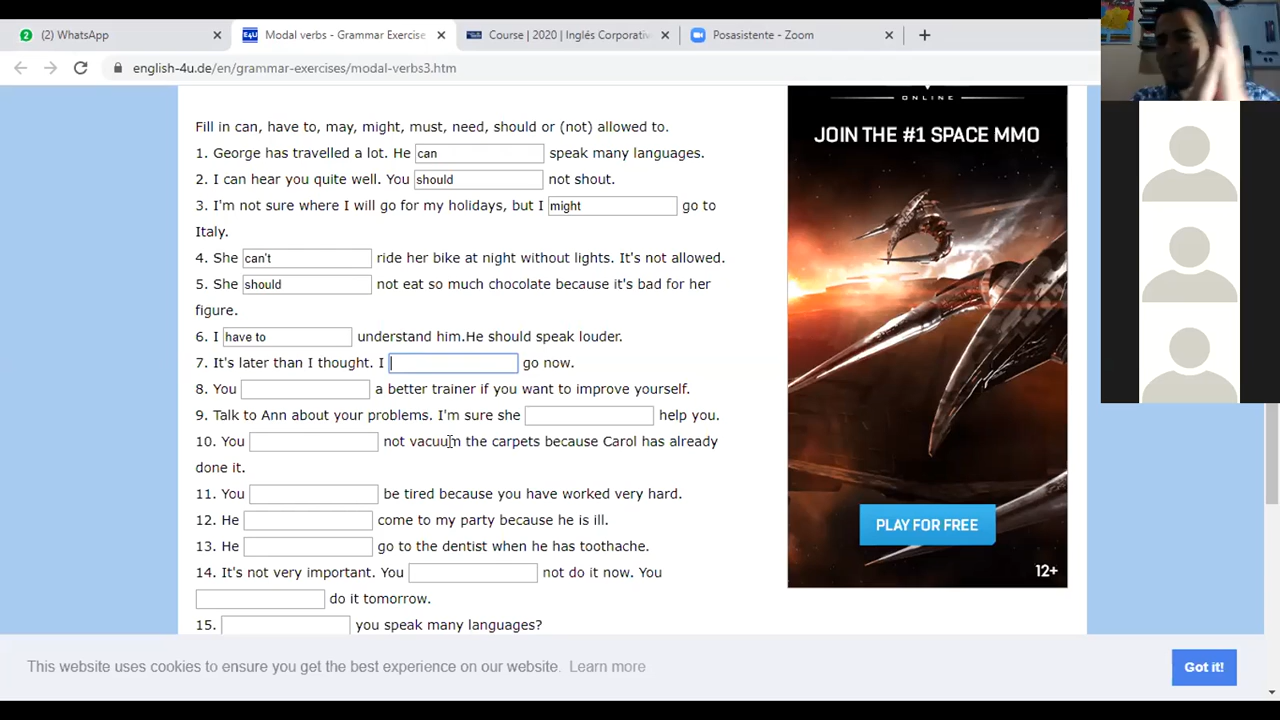 2
(2) WhatsApp
E4U
Modal verbs - Grammar Exercise
Course | 2020 | Inglés Corporativ
Posasistente - Zoom
english-4u.de/en/grammar-exercises/modal-verbs3.htm
Fill in can, have to, may, might, must, need, should or (not) allowed to.
1. George has travelled a lot. He can speak many languages.
2. I can hear you quite well. You should not shout.
3. I'm not sure where I will go for my holidays, but I might go to
Italy.
4. She can't ride her bike at night without lights. It's not allowed.
5. She should not eat so much chocolate because it's bad for her
figure.
6. I have to understand him.He should speak louder.
7. It's later than I thought. I go now.
8. You a better trainer if you want to improve yourself.
9. Talk to Ann about your problems. I'm sure she help you.
10. You not vacuum the carpets because Carol has already
done it.
11. You be tired because you have worked very hard.
12. He come to my party because he is ill.
13. He go to the dentist when he has toothache.
14. It's not very important. You not do it now. You
do it tomorrow.
15. you speak many languages?
ONLINE
JOIN THE #1 SPACE MMO
PLAY FOR FREE
12+
This website uses cookies to ensure you get the best experience on our website. Learn more
Got it!